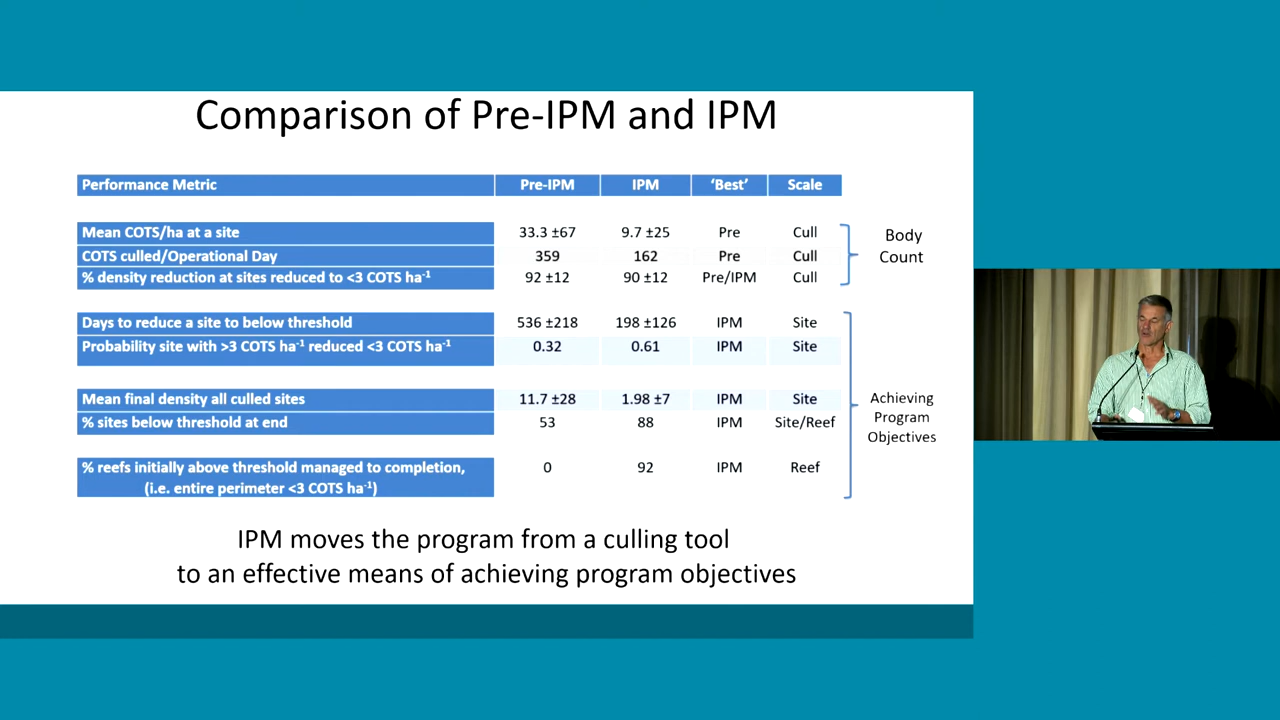 Comparison of Pre-IPM and IPM
Performance Metric Pre-IPM IPM ‘Best’ Scale
Mean COTS/ha at a site 33.3 ±67 9.7 ±25 Pre Cull
COTS culled/Operational Day 359 162 Pre Cull
% density reduction at sites reduced to <3 COTS ha⁻¹ 92 ±12 90 ±12 Pre/IPM Cull
Body
Count
Days to reduce a site to below threshold 536 ±218 198 ±126 IPM Site
Probability site with >3 COTS ha⁻¹ reduced <3 COTS ha⁻¹ 0.32 0.61 IPM Site
Mean final density all culled sites 11.7 ±28 1.98 ±7 IPM Site
% sites below threshold at end 53 88 IPM Site/Reef
% reefs initially above threshold managed to completion, 0 92 IPM Reef
(i.e. entire perimeter <3 COTS ha⁻¹)
Achieving
Program
Objectives
IPM moves the program from a culling tool
to an effective means of achieving program objectives